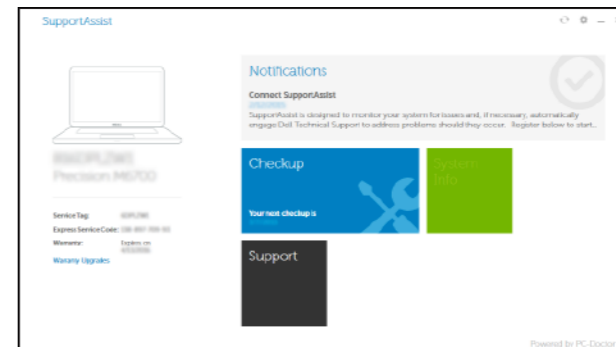 SupportAssist
Notifications
Connect SupportAssist
SupportAssist is designed to monitor your system for issues and, if necessary, automatically
engage Dell Technical Support to address problems should they occur. Register below to start...
Precision M6700
Checkup
Your next checkup is
System
Info
Service Tag:
Express Service Code:
Warranty: Expires on
Warranty Upgrades
Support
Powered by PC-Doctor